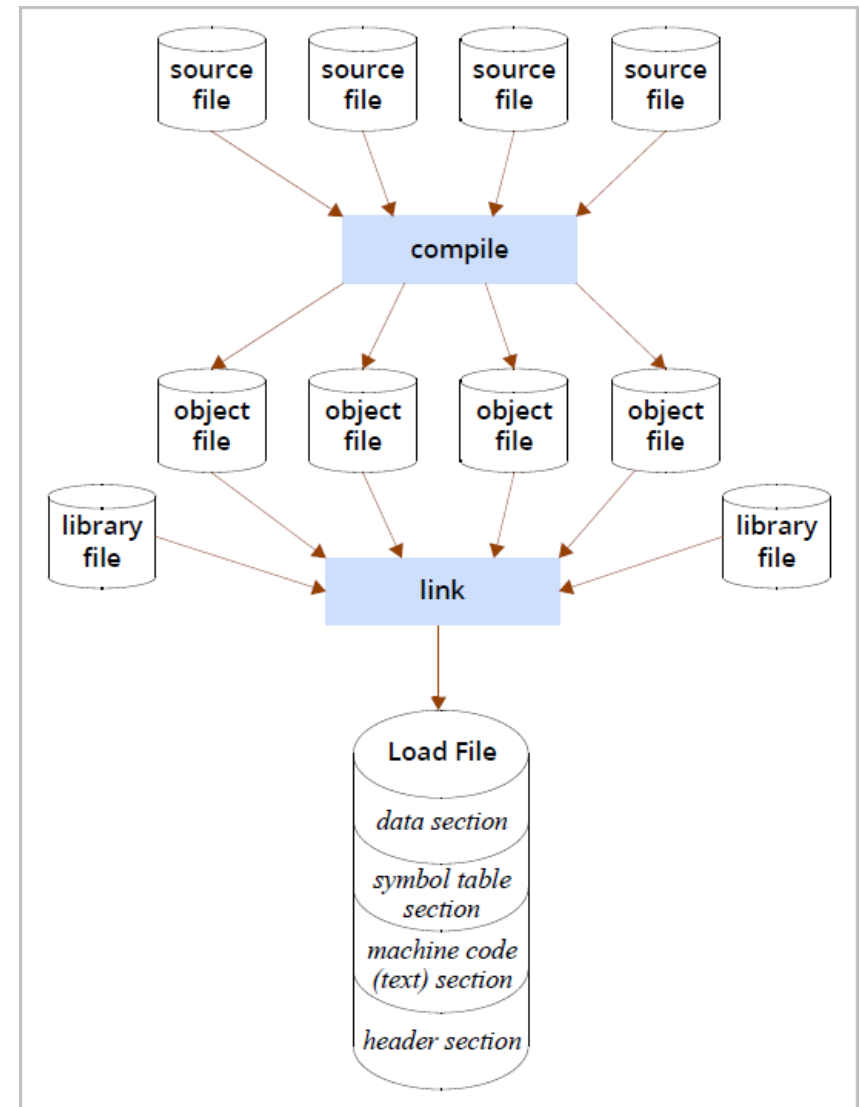 source
file
source
file
source
file
source
file
compile
object
file
object
file
object
file
object
file
library
file
library
file
link
Load File
data section
symbol table
section
machine code
(text) section
header section